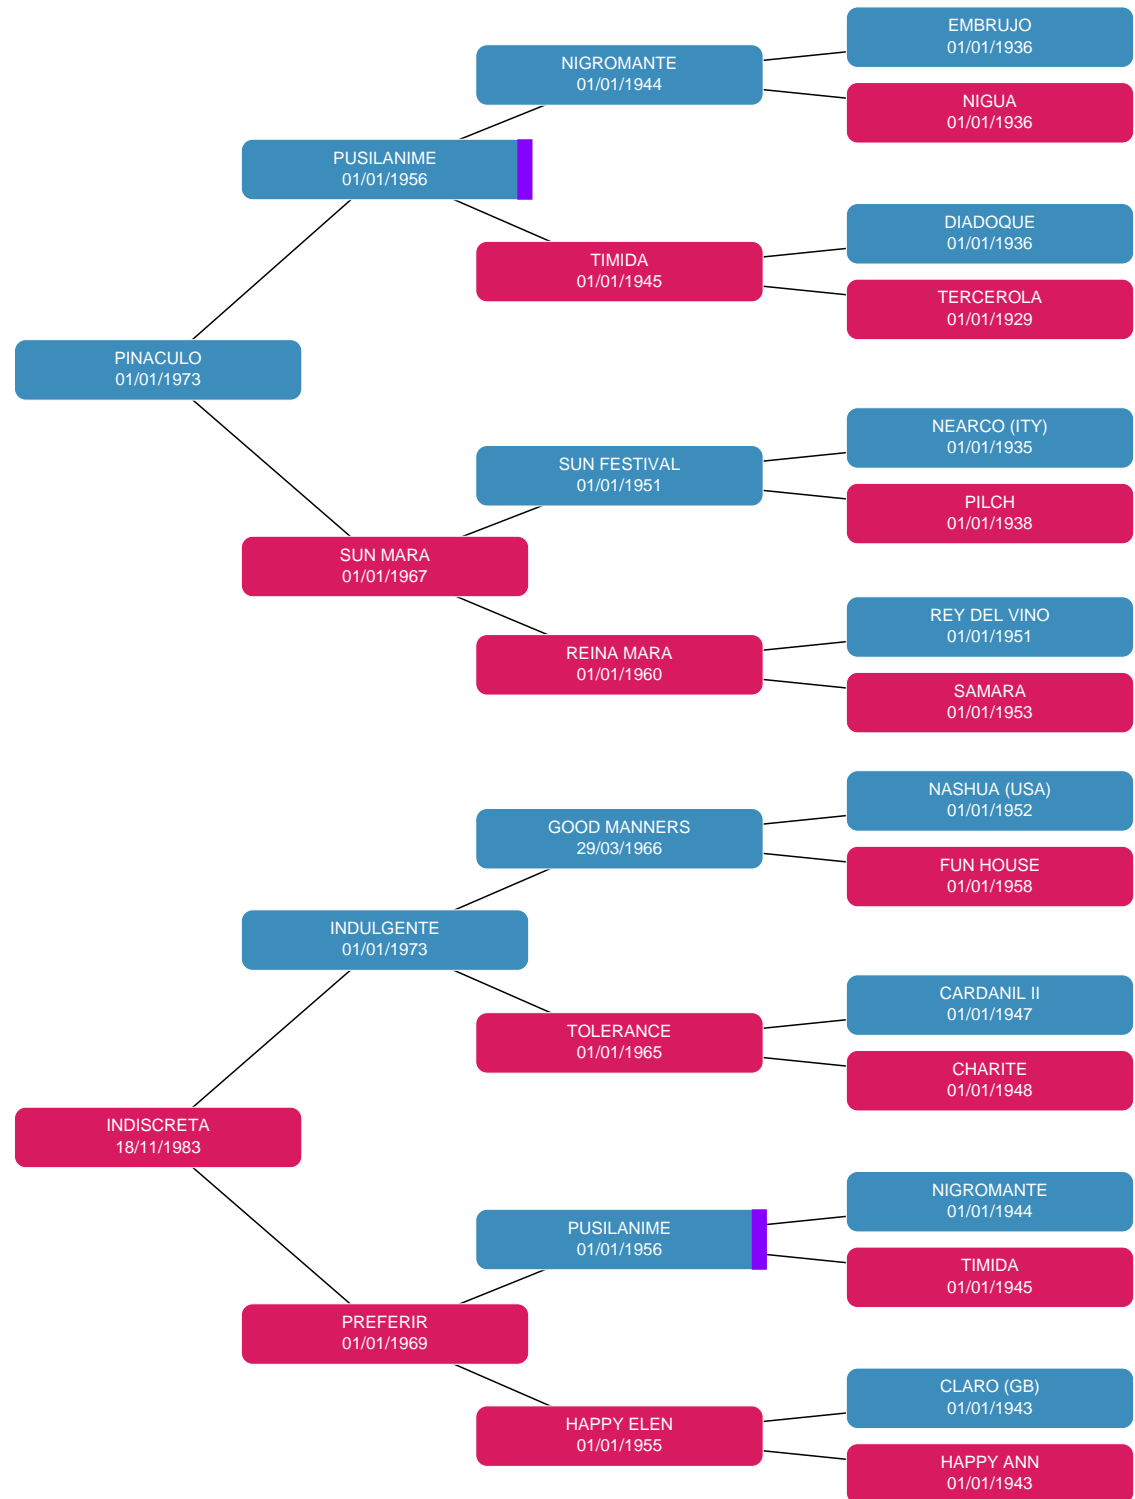 EMBRUJO
01/01/1936
NIGROMANTE
01/01/1944
NIGUA
01/01/1936
PUSILANIME
01/01/1956
DIADOQUE
01/01/1936
TIMIDA
01/01/1945
TERCEROLA
01/01/1929
PINACULO
01/01/1973
NEARCO (ITY)
01/01/1935
SUN FESTIVAL
01/01/1951
PILCH
01/01/1938
SUN MARA
01/01/1967
REY DEL VINO
01/01/1951
REINA MARA
01/01/1960
SAMARA
01/01/1953
NASHUA (USA)
01/01/1952
GOOD MANNERS
29/03/1966
FUN HOUSE
01/01/1958
INDULGENTE
01/01/1973
CARDANIL II
01/01/1947
TOLERANCE
01/01/1965
CHARITE
01/01/1948
INDISCRETA
18/11/1983
NIGROMANTE
01/01/1944
PUSILANIME
01/01/1956
TIMIDA
01/01/1945
PREFERIR
01/01/1969
CLARO (GB)
01/01/1943
HAPPY ELEN
01/01/1955
HAPPY ANN
01/01/1943